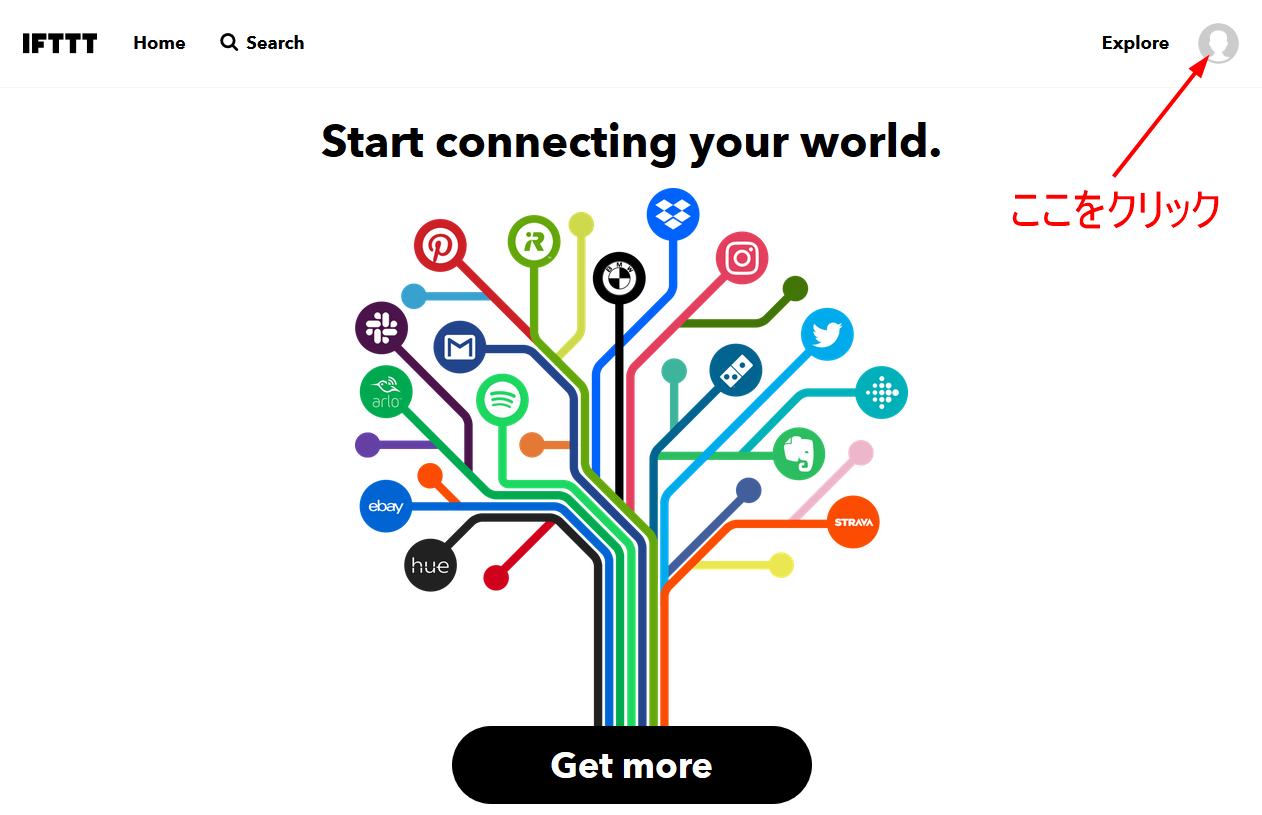 IFTTT
Home
Search
Explore
Start connecting your world.
ここをクリック
BMW
arlo
ebay
STRAVA
hue
Get more